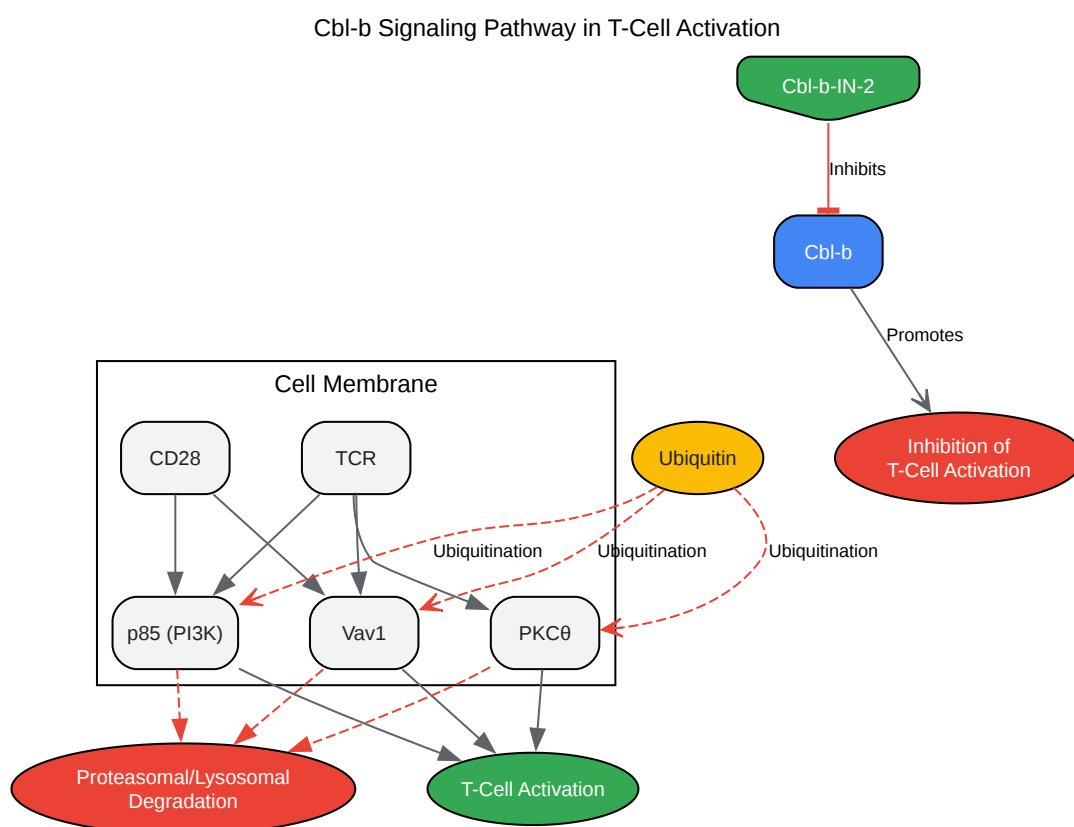 Cbl-b Signaling Pathway in T-Cell Activation
Cbl-b-IN-2
Inhibits
Cbl-b
Promotes
Cell Membrane
CD28
TCR
Ubiquitin
Inhibition of
T-Cell Activation
Ubiquitination
Ubiquitination
Ubiquitination
p85 (PI3K)
Vav1
PKCθ
Proteasomal/Lysosomal
Degradation
T-Cell Activation